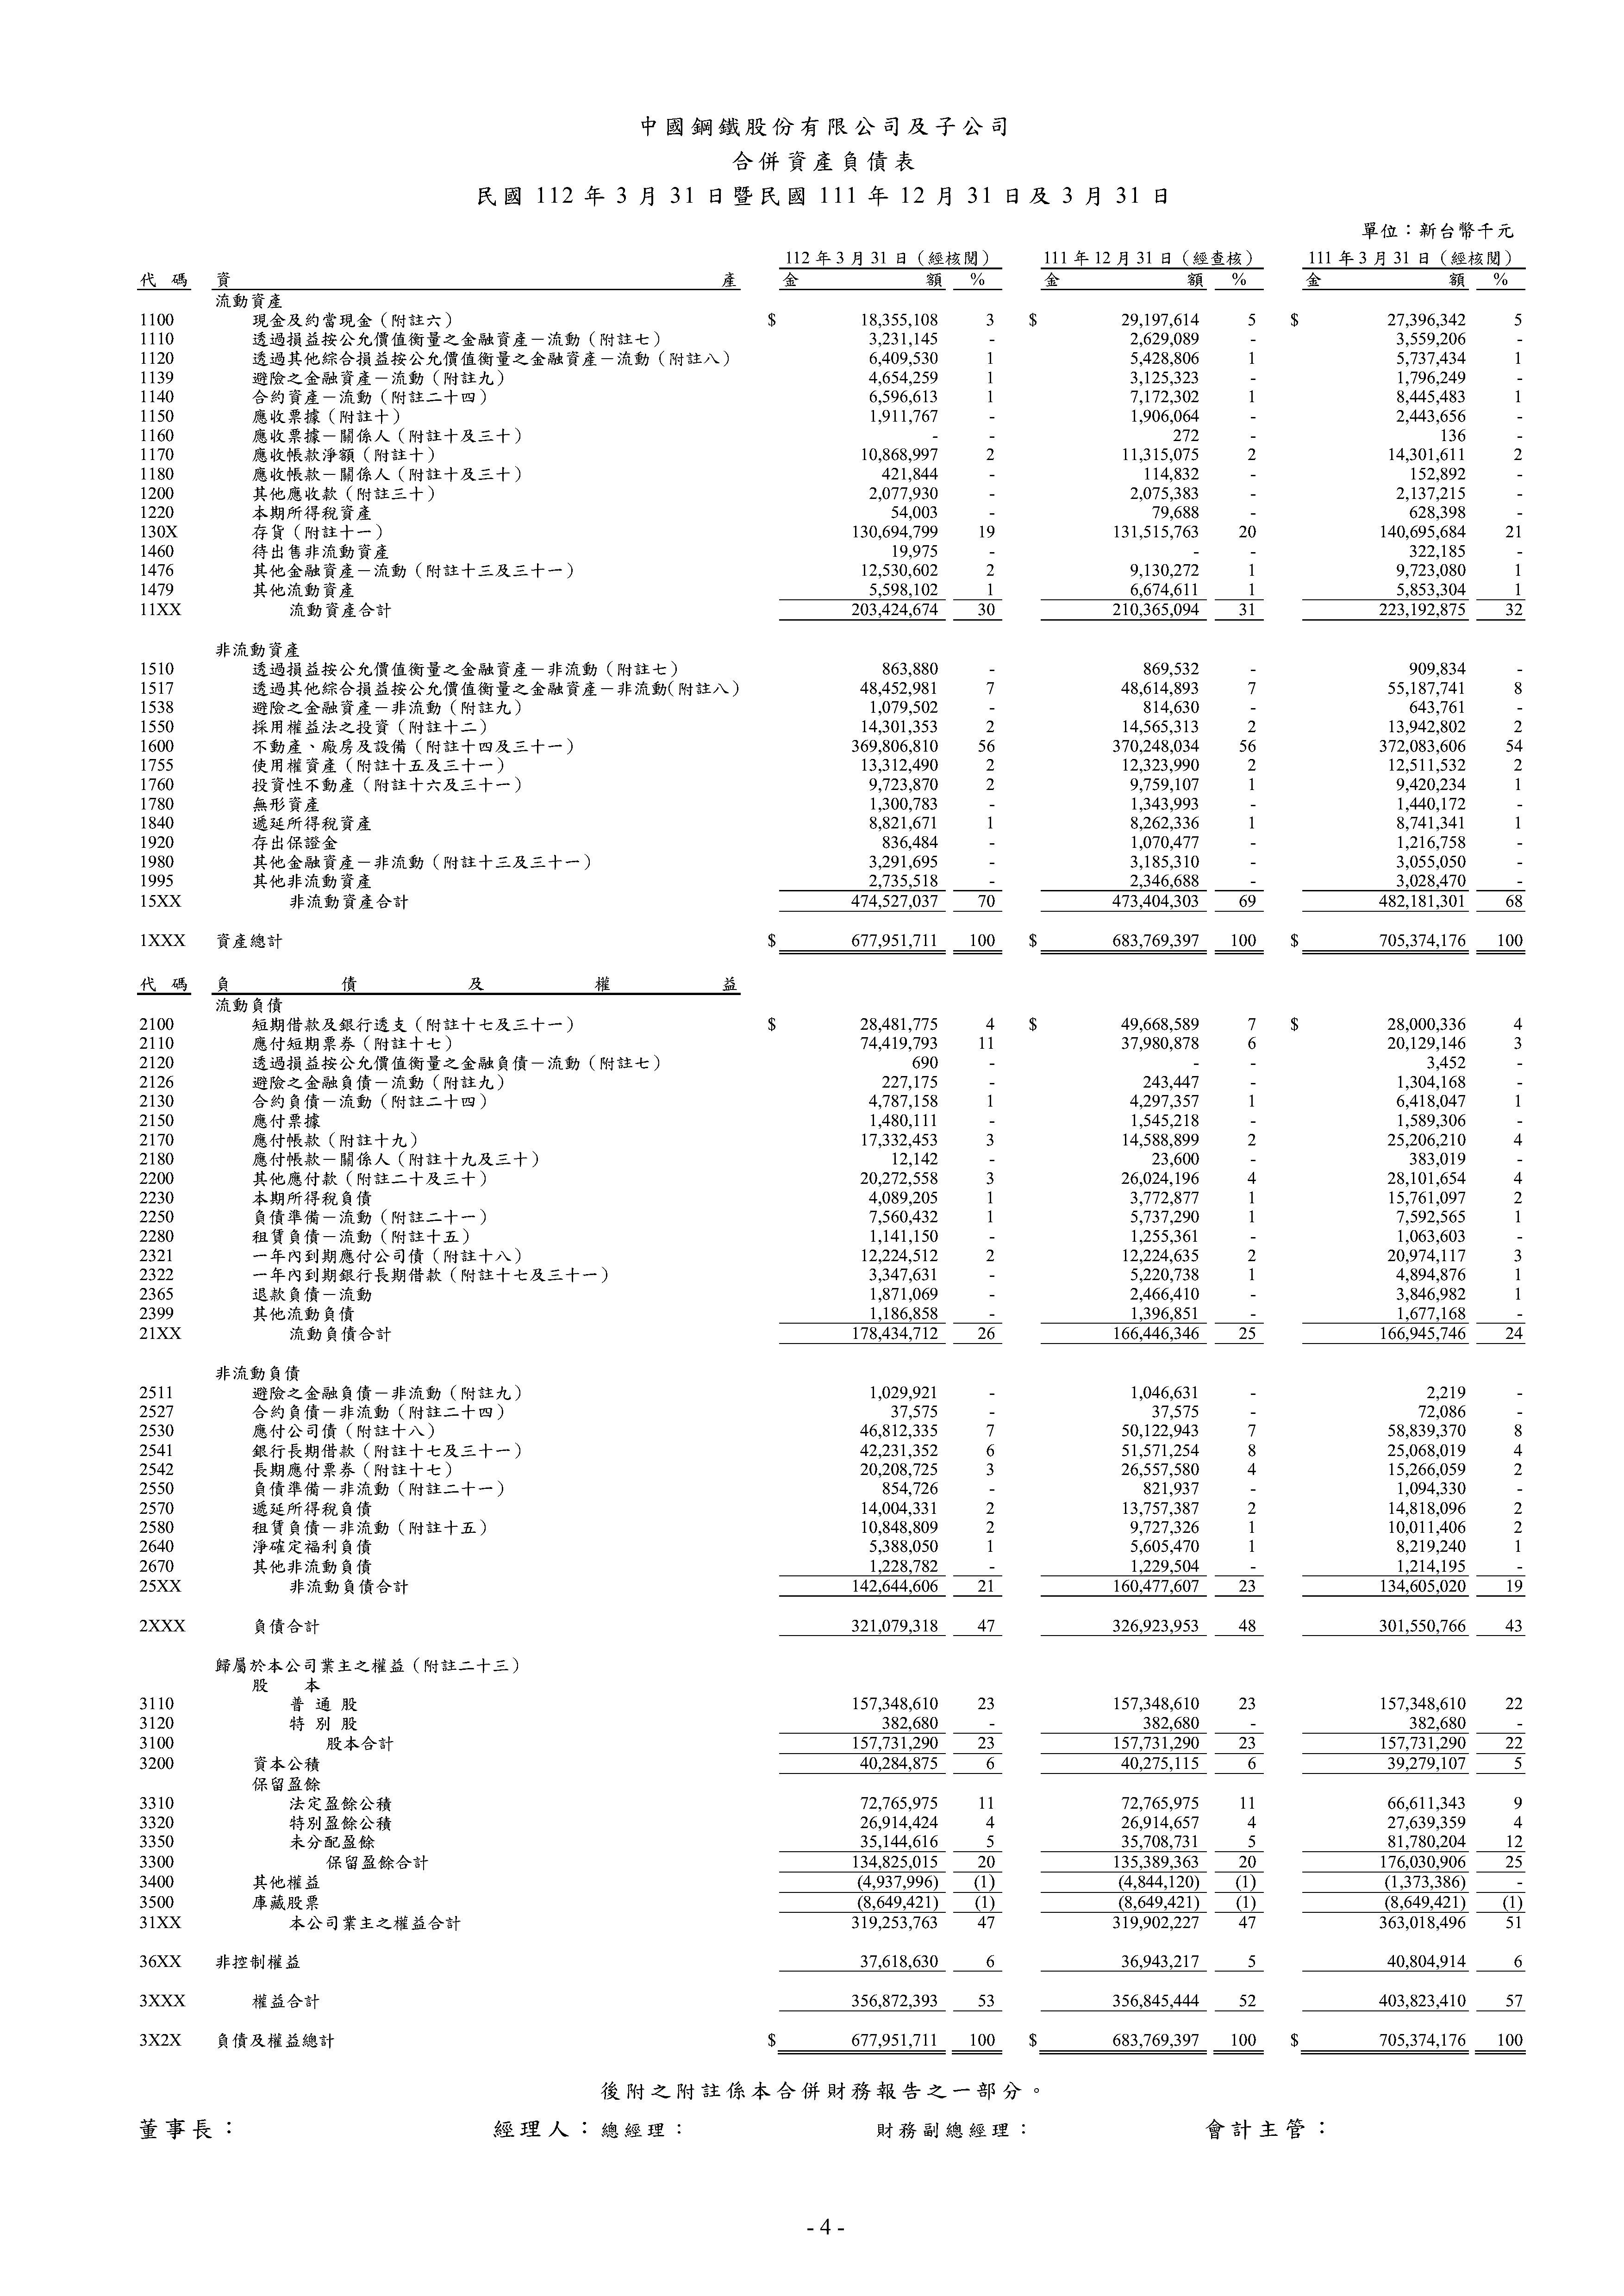 中國鋼鐵股份有限公司及子公司
合併資產負債表
民國 112 年 3 月 31 日暨民國 111 年 12 月 31 日及 3 月 31 日
單位：新台幣千元
112 年 3 月 31 日（經核閱） 111 年 12 月 31 日（經查核） 111 年 3 月 31 日（經核閱）
代 碼 資 產 金 額 % 金 額 % 金 額 %
流動資產
1100 現金及約當現金（附註六） $ 18,355,108 3 $ 29,197,614 5 $ 27,396,342 5
1110 透過損益按公允價值衡量之金融資產－流動（附註七） 3,231,145 - 2,629,089 - 3,559,206 -
1120 透過其他綜合損益按公允價值衡量之金融資產－流動（附註八） 6,409,530 1 5,428,806 1 5,737,434 1
1139 避險之金融資產－流動（附註九） 4,654,259 1 3,125,323 - 1,796,249 -
1140 合約資產－流動（附註二十四） 6,596,613 1 7,172,302 1 8,445,483 1
1150 應收票據（附註十） 1,911,767 - 1,906,064 - 2,443,656 -
1160 應收票據－關係人（附註十及三十） - - 272 - 136 -
1170 應收帳款淨額（附註十） 10,868,997 2 11,315,075 2 14,301,611 2
1180 應收帳款－關係人（附註十及三十） 421,844 - 114,832 - 152,892 -
1200 其他應收款（附註三十） 2,077,930 - 2,075,383 - 2,137,215 -
1220 本期所得稅資產 54,003 - 79,688 - 628,398 -
130X 存貨（附註十一） 130,694,799 19 131,515,763 20 140,695,684 21
1460 待出售非流動資產 19,975 - - - 322,185 -
1476 其他金融資產－流動（附註十三及三十一） 12,530,602 2 9,130,272 1 9,723,080 1
1479 其他流動資產 5,598,102 1 6,674,611 1 5,853,304 1
11XX 流動資產合計 203,424,674 30 210,365,094 31 223,192,875 32
非流動資產
1510 透過損益按公允價值衡量之金融資產－非流動（附註七） 863,880 - 869,532 - 909,834 -
1517 透過其他綜合損益按公允價值衡量之金融資產－非流動（附註八） 48,452,981 7 48,614,893 7 55,187,741 8
1538 避險之金融資產－非流動（附註九） 1,079,502 - 814,630 - 643,761 -
1550 採用權益法之投資（附註十二） 14,301,353 2 14,565,313 2 13,942,802 2
1600 不動產、廠房及設備（附註十四及三十一） 369,806,810 56 370,248,034 56 372,083,606 54
1755 使用權資產（附註十五及三十一） 13,312,490 2 12,323,990 2 12,511,532 2
1760 投資性不動產（附註十六及三十一） 9,723,870 2 9,759,107 1 9,420,234 1
1780 無形資產 1,300,783 - 1,343,993 - 1,440,172 -
1840 遞延所得稅資產 8,821,671 1 8,262,336 1 8,741,341 1
1920 存出保證金 836,484 - 1,070,477 - 1,216,758 -
1980 其他金融資產－非流動（附註十三及三十一） 3,291,695 - 3,185,310 - 3,055,050 -
1995 其他非流動資產 2,735,518 - 2,346,688 - 3,028,470 -
15XX 非流動資產合計 474,527,037 70 473,404,303 69 482,181,301 68
1XXX 資產總計 $ 677,951,711 100 $ 683,769,397 100 $ 705,374,176 100
代 碼 負 債 及 權 益
流動負債
2100 短期借款及銀行透支（附註十七及三十一） $ 28,481,775 4 $ 49,668,589 7 $ 28,000,336 4
2110 應付短期票券（附註十七） 74,419,793 11 37,980,878 6 20,129,146 3
2120 透過損益按公允價值衡量之金融負債－流動（附註七） 690 - - - 3,452 -
2126 避險之金融負債－流動（附註九） 227,175 - 243,447 - 1,304,168 -
2130 合約負債－流動（附註二十四） 4,787,158 1 4,297,357 1 6,418,047 1
2150 應付票據 1,480,111 - 1,545,218 - 1,589,306 -
2170 應付帳款（附註十九） 17,332,453 3 14,588,899 2 25,206,210 4
2180 應付帳款－關係人（附註十九及三十） 12,142 - 23,600 - 383,019 -
2200 其他應付款（附註二十及三十） 20,272,558 3 26,024,196 4 28,101,654 4
2230 本期所得稅負債 4,089,205 1 3,772,877 1 15,761,097 2
2250 負債準備－流動（附註二十一） 7,560,432 1 5,737,290 1 7,592,565 1
2280 租賃負債－流動（附註十五） 1,141,150 - 1,255,361 - 1,063,603 -
2321 一年內到期應付公司債（附註十八） 12,224,512 2 12,224,635 2 20,974,117 3
2322 一年內到期銀行長期借款（附註十七及三十一） 3,347,631 - 5,220,738 1 4,894,876 1
2365 退款負債－流動 1,871,069 - 2,466,410 - 3,846,982 1
2399 其他流動負債 1,186,858 - 1,396,851 - 1,677,168 -
21XX 流動負債合計 178,434,712 26 166,446,346 25 166,945,746 24
非流動負債
2511 避險之金融負債－非流動（附註九） 1,029,921 - 1,046,631 - 2,219 -
2527 合約負債－非流動（附註二十四） 37,575 - 37,575 - 72,086 -
2530 應付公司債（附註十八） 46,812,335 7 50,122,943 7 58,839,370 8
2541 銀行長期借款（附註十七及三十一） 42,231,352 6 51,571,254 8 25,068,019 4
2542 長期應付票券（附註十七） 20,208,725 3 26,557,580 4 15,266,059 2
2550 負債準備－非流動（附註二十一） 854,726 - 821,937 - 1,094,330 -
2570 遞延所得稅負債 14,004,331 2 13,757,387 2 14,818,096 2
2580 租賃負債－非流動（附註十五） 10,848,809 2 9,727,326 1 10,011,406 2
2640 淨確定福利負債 5,388,050 1 5,605,470 1 8,219,240 1
2670 其他非流動負債 1,228,782 - 1,229,504 - 1,214,195 -
25XX 非流動負債合計 142,644,606 21 160,477,607 23 134,605,020 19
2XXX 負債合計 321,079,318 47 326,923,953 48 301,550,766 43
歸屬於本公司業主之權益（附註二十三）
股 本
3110 普 通 股 157,348,610 23 157,348,610 23 157,348,610 22
3120 特 別 股 382,680 - 382,680 - 382,680 -
3100 股本合計 157,731,290 23 157,731,290 23 157,731,290 22
3200 資本公積 40,284,875 6 40,275,115 6 39,279,107 5
保留盈餘
3310 法定盈餘公積 72,765,975 11 72,765,975 11 66,611,343 9
3320 特別盈餘公積 26,914,424 4 26,914,657 4 27,639,359 4
3350 未分配盈餘 35,144,616 5 35,708,731 5 81,780,204 12
3300 保留盈餘合計 134,825,015 20 135,389,363 20 176,030,906 25
3400 其他權益 (4,937,996) (1) (4,844,120) (1) (1,373,386) -
3500 庫藏股票 (8,649,421) (1) (8,649,421) (1) (8,649,421) (1)
31XX 本公司業主之權益合計 319,253,763 47 319,902,227 47 363,018,496 51
36XX 非控制權益 37,618,630 6 36,943,217 5 40,804,914 6
3XXX 權益合計 356,872,393 53 356,845,444 52 403,823,410 57
3X2X 負債及權益總計 $ 677,951,711 100 $ 683,769,397 100 $ 705,374,176 100
後附之附註係本合併財務報告之一部分。
董事長： 經理人：總經理： 財務副總經理： 會計主管：
- 4 -